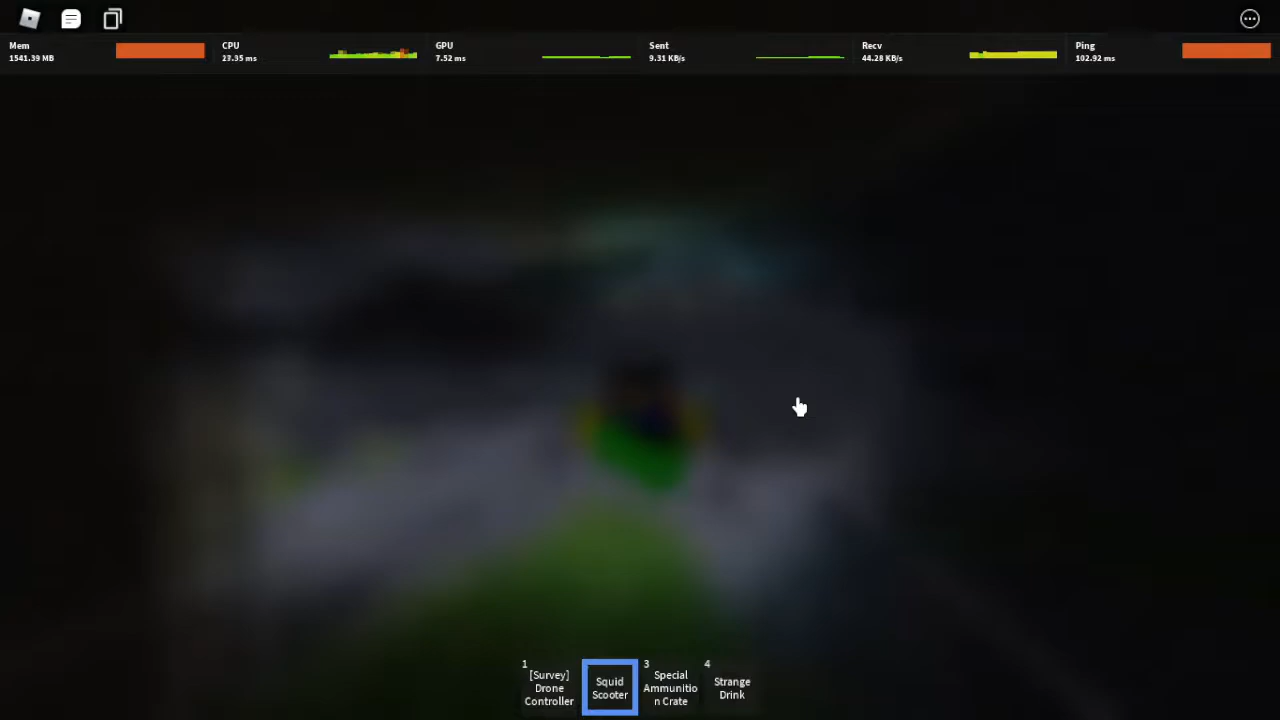 Mem
1541.39 MB
CPU
23.35 ms
GPU
7.52 ms
Sent
9.31 KB/s
Recv
44.28 KB/s
Ping
102.92 ms
1
[Survey]
Drone
Controller
Squid
Scooter
3
Special
Ammunitio
n Crate
4
Strange
Drink